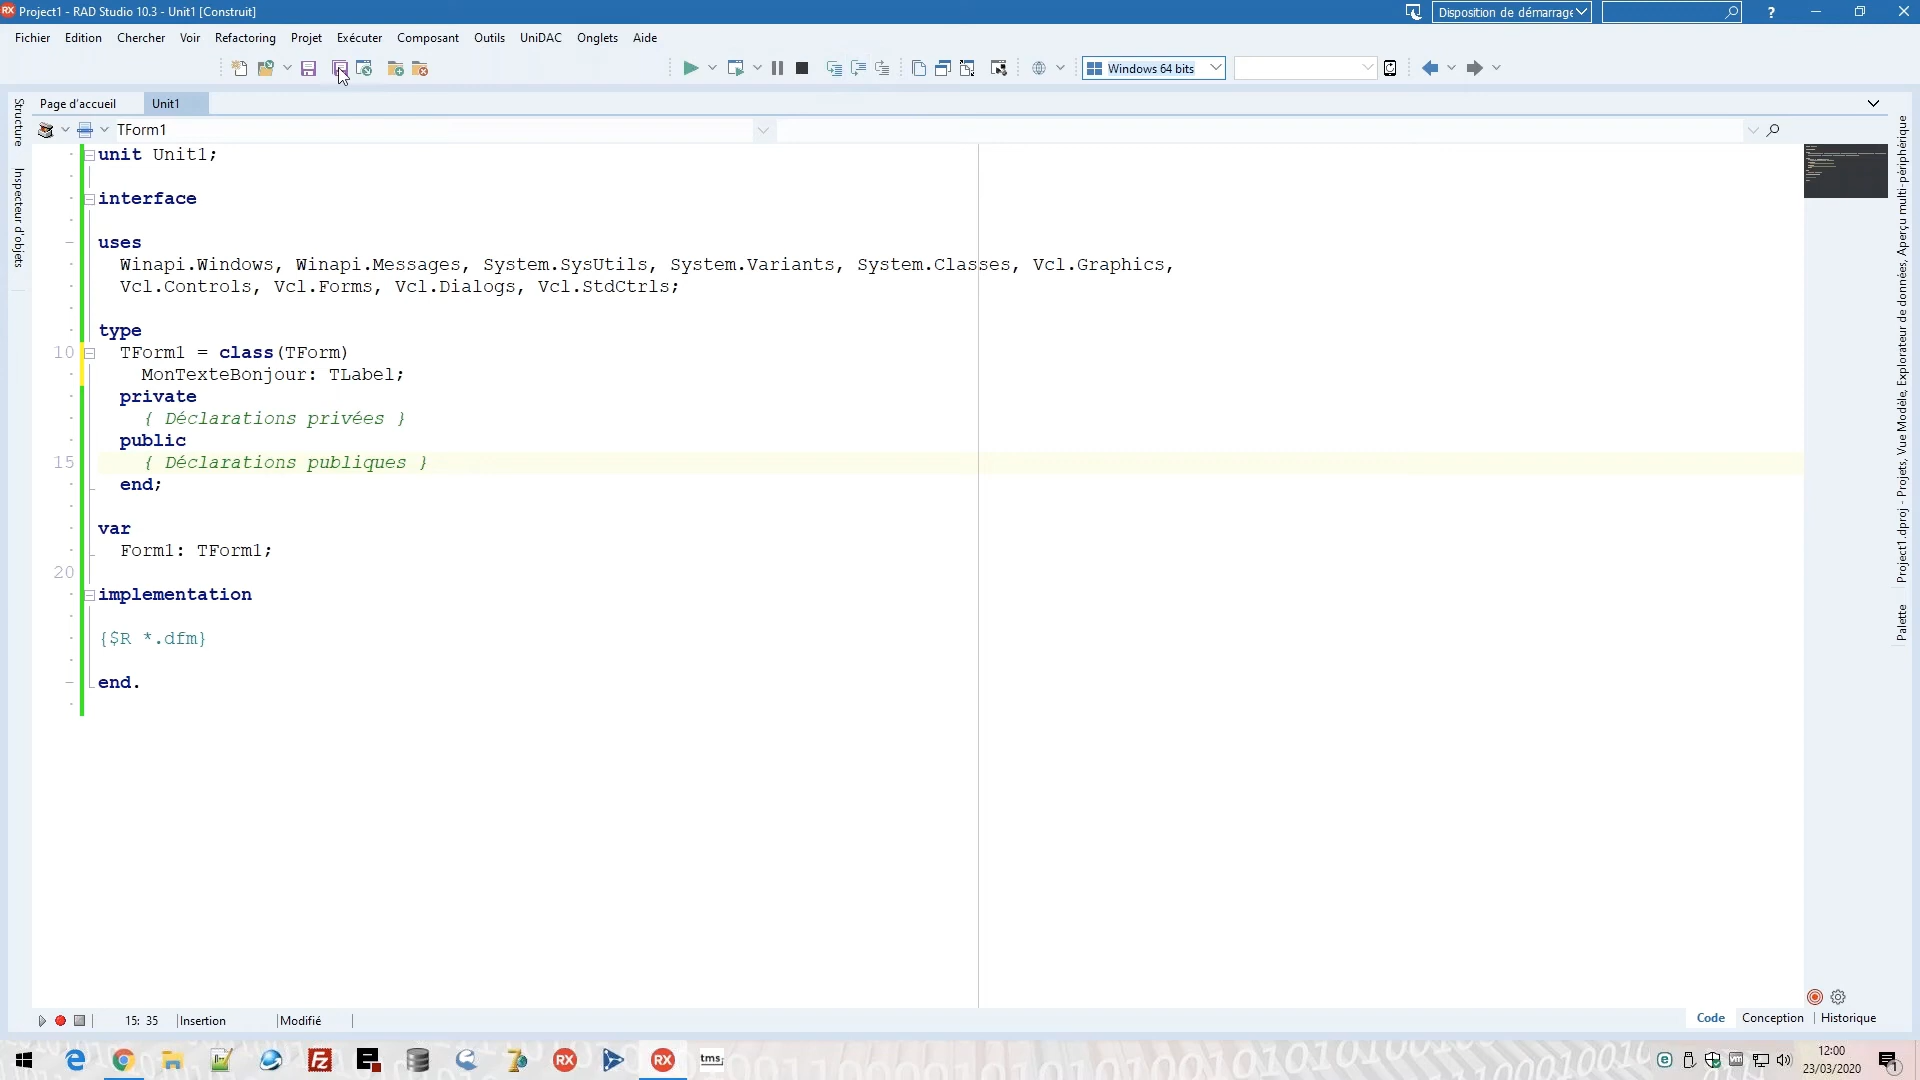 Project1 - RAD Studio 10.3 - Unit1 [Construit]
Disposition de démarrage
?
Fichier Edition Chercher Voir Refactoring Projet Exécuter Composant Outils UniDAC Onglets Aide
Windows 64 bits
Page d'accueil Unit1
TForm1
Structure
Inspecteur d'objets
unit Unit1;
interface
uses
Winapi.Windows, Winapi.Messages, System.SysUtils, System.Variants, System.Classes, Vcl.Graphics,
Vcl.Controls, Vcl.Forms, Vcl.Dialogs, Vcl.StdCtrls;
type
10 TForm1 = class(TForm)
MonTexteBonjour: TLabel;
private
{ Déclarations privées }
public
15 { Déclarations publiques }
end;
var
Form1: TForm1;
20
implementation
{$R *.dfm}
end.
Project1.dproj - Projets, Vue Modèle, Explorateur de données, Aperçu multi-périphérique
Palette
15: 35 Insertion Modifié
Code Conception Historique
RX RX tms
12:00
23/03/2020
1